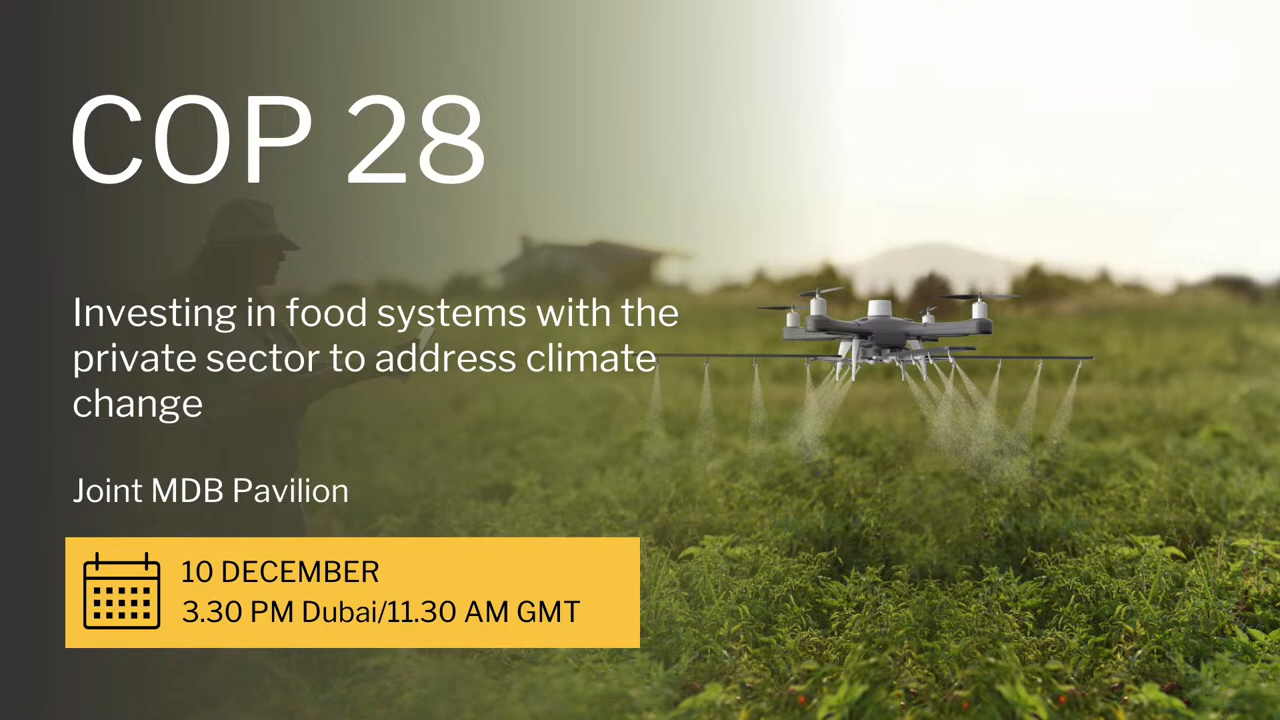 COP 28
Investing in food systems with the
private sector to address climate
change
Joint MDB Pavilion
10 DECEMBER
3.30 PM Dubai/11.30 AM GMT